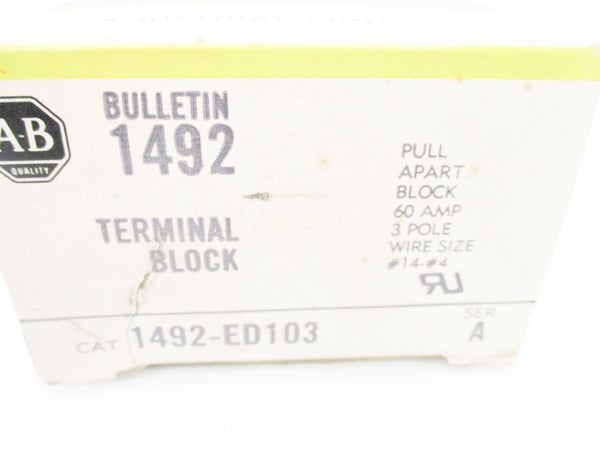 A-B
QUALITY
BULLETIN
1492
TERMINAL
BLOCK
PULL
APART
BLOCK
60 AMP
3 POLE
WIRE SIZE
#14-#4
CAT. 1492-ED103
SER.
A